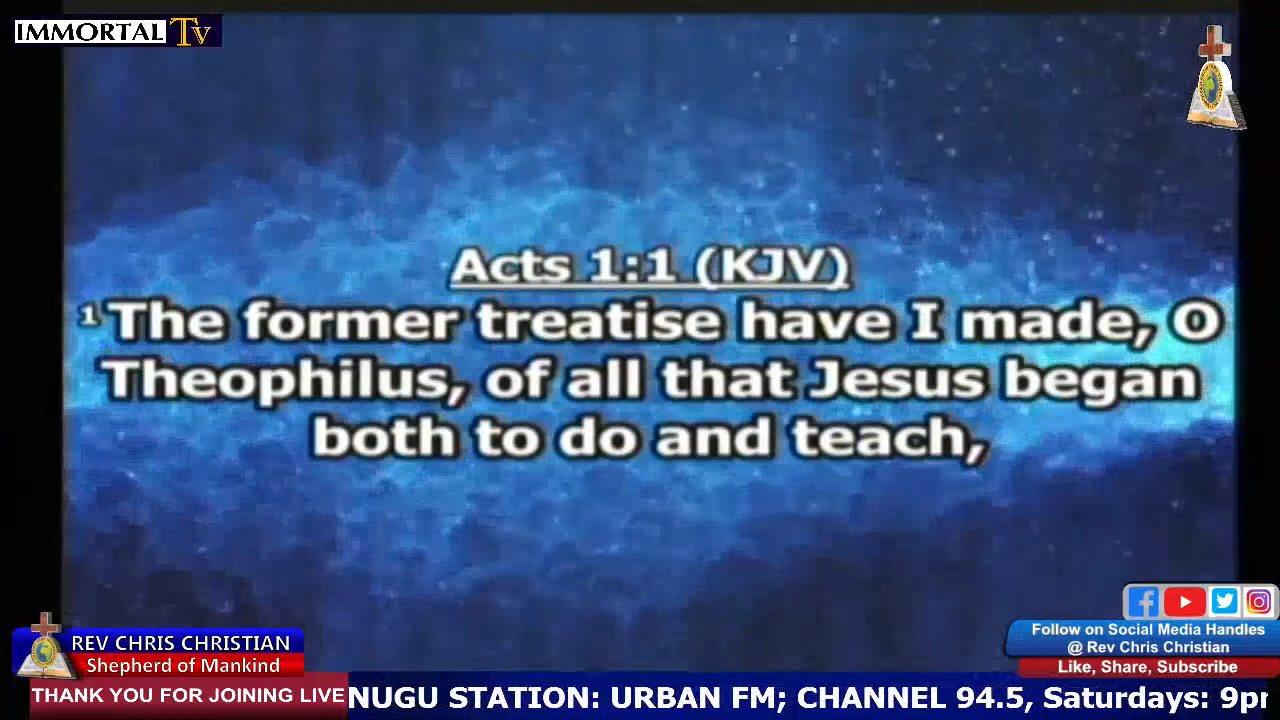 IMMORTAL Tv
Acts 1:1 (KJV)
1 The former treatise have I made, O
Theophilus, of all that Jesus began
both to do and teach,
REV CHRIS CHRISTIAN
Shepherd of Mankind
Follow on Social Media Handles
@ Rev Chris Christian
Like, Share, Subscribe
THANK YOU FOR JOINING LIVE
NUGU STATION: URBAN FM; CHANNEL 94.5, Saturdays: 9p